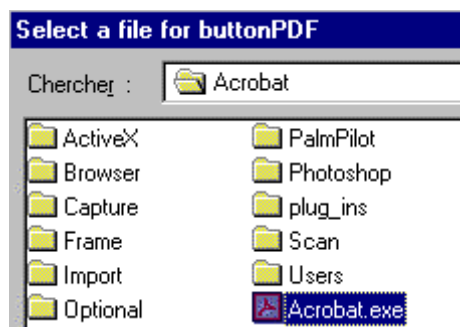 Select a file for buttonPDF
Chercher : Acrobat
ActiveX PalmPilot
Browser Photoshop
Capture plug_ins
Frame Scan
Import Users
Optional Acrobat.exe